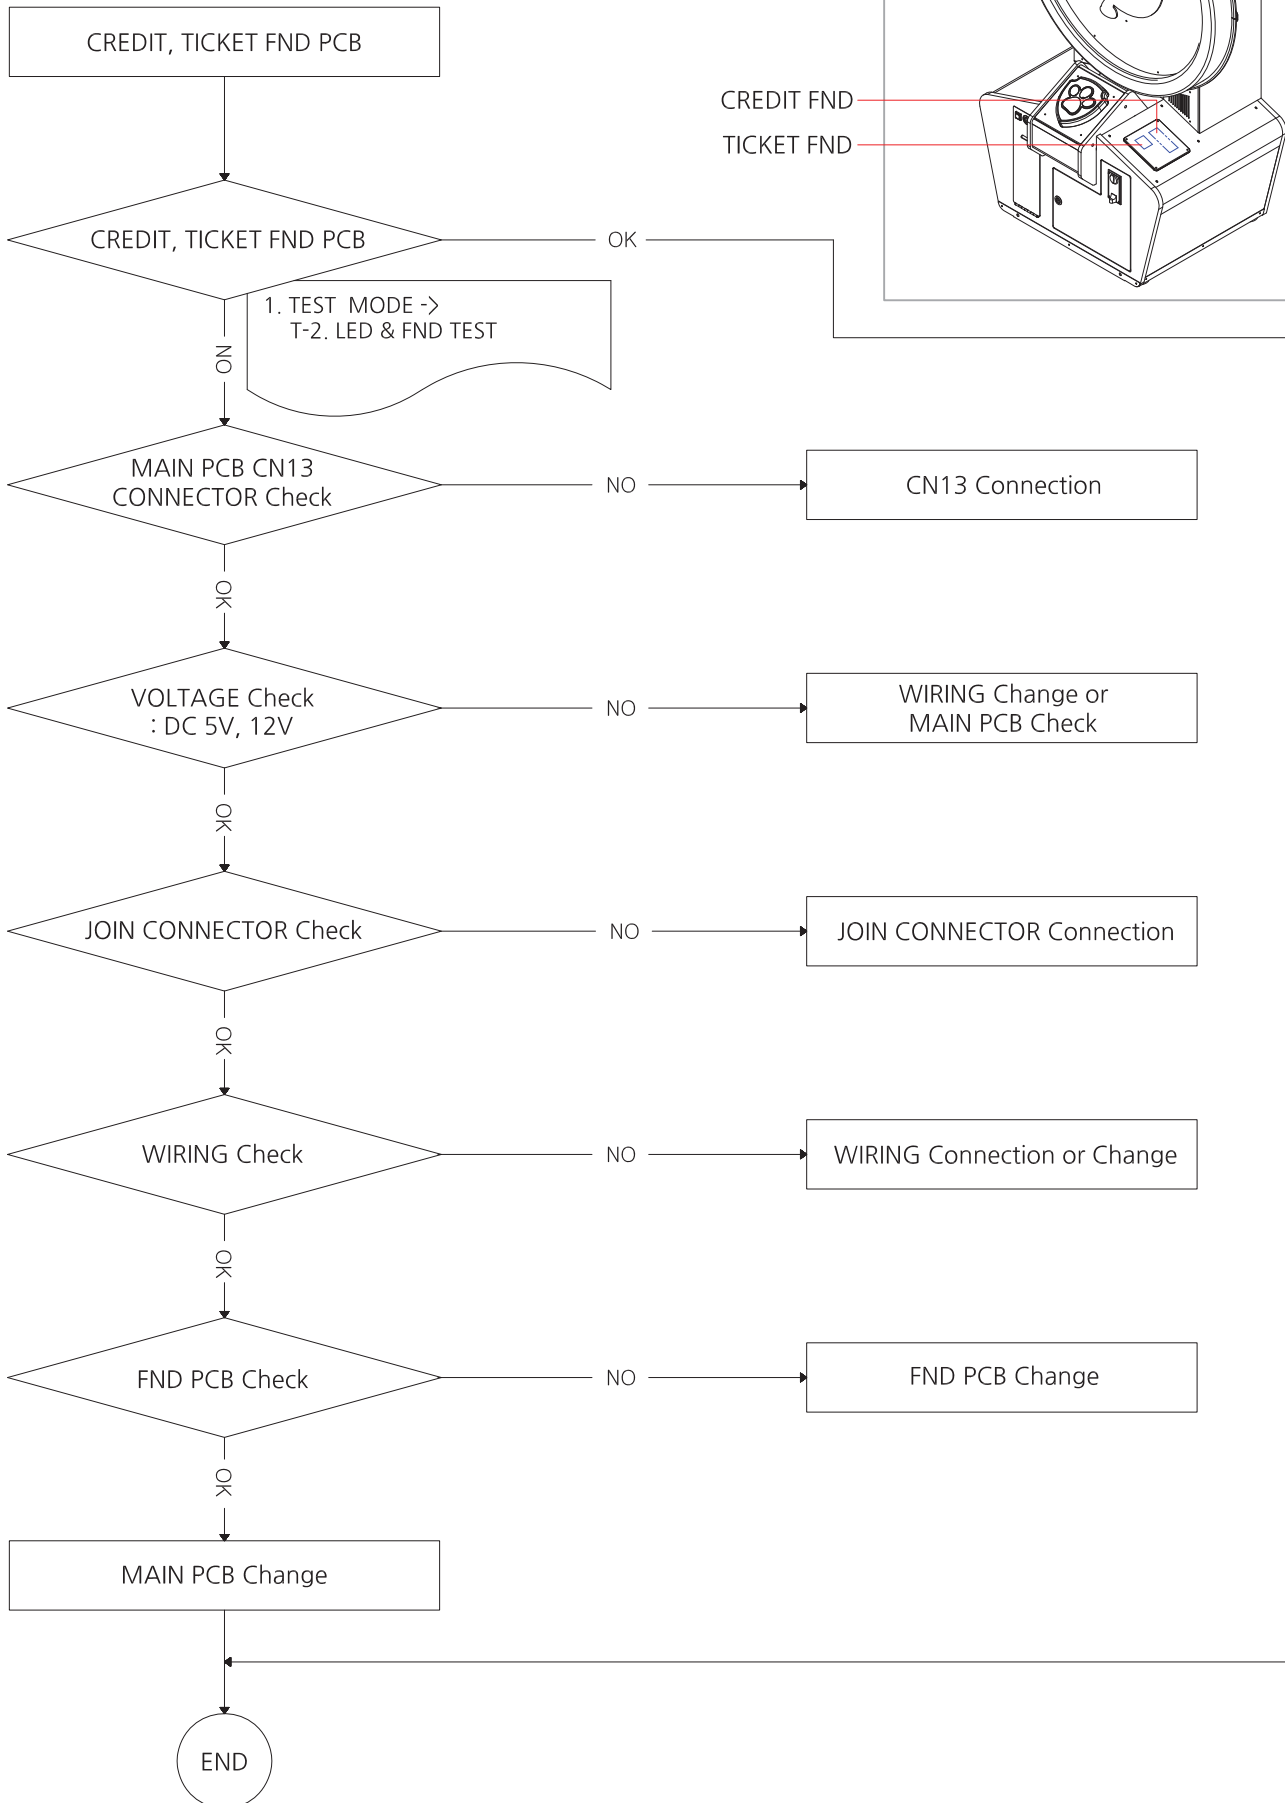 CREDIT, TICKET FND PCB
CREDIT FND
TICKET FND
CREDIT, TICKET FND PCB
OK
1. TEST MODE ->
T-2. LED & FND TEST
NO
MAIN PCB CN13
CONNECTOR Check
NO
CN13 Connection
OK
VOLTAGE Check
: DC 5V, 12V
NO
WIRING Change or
MAIN PCB Check
OK
JOIN CONNECTOR Check
NO
JOIN CONNECTOR Connection
OK
WIRING Check
NO
WIRING Connection or Change
OK
FND PCB Check
NO
FND PCB Change
OK
MAIN PCB Change
END